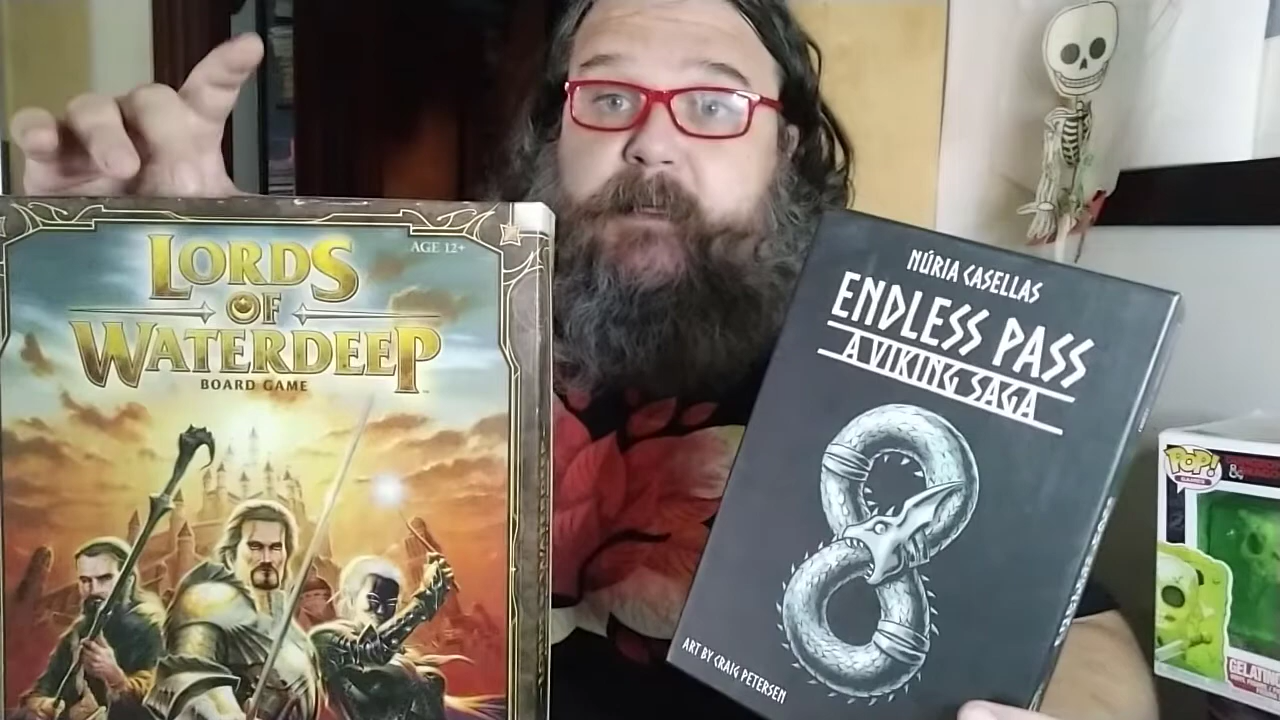 LORDS
OF
WATERDEEP
BOARD GAME
AGE 12+
NÚRIA CASELLAS
ENDLESS PASS
A VIKING SAGA
ART BY CRAIG PETERSEN
POP!
GAMES
&
GELATINO